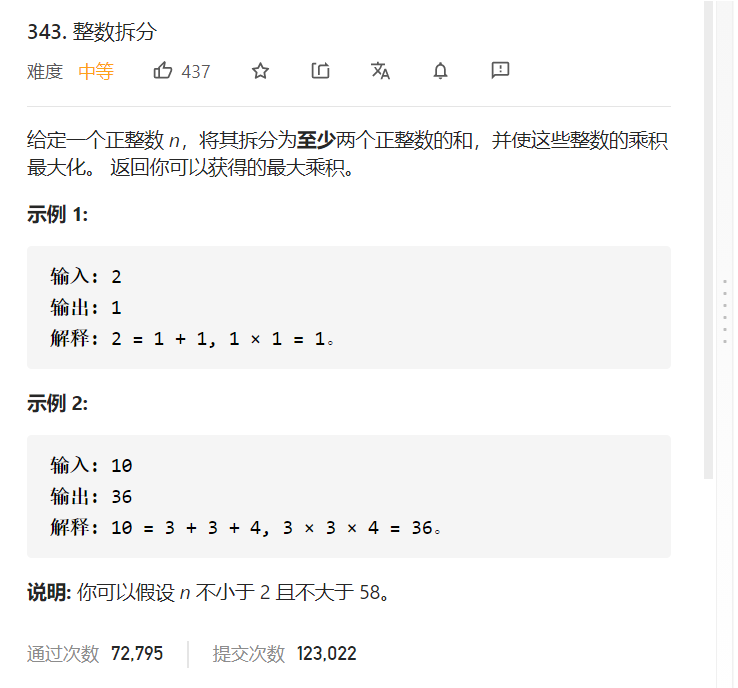 343. 整数拆分
难度 中等 437
给定一个正整数 n，将其拆分为至少两个正整数的和，并使这些整数的乘积
最大化。 返回你可以获得的最大乘积。
示例 1:
输入: 2
输出: 1
解释: 2 = 1 + 1, 1 × 1 = 1。
示例 2:
输入: 10
输出: 36
解释: 10 = 3 + 3 + 4, 3 × 3 × 4 = 36。
说明: 你可以假设 n 不小于 2 且不大于 58。
通过次数 72,795 提交次数 123,022